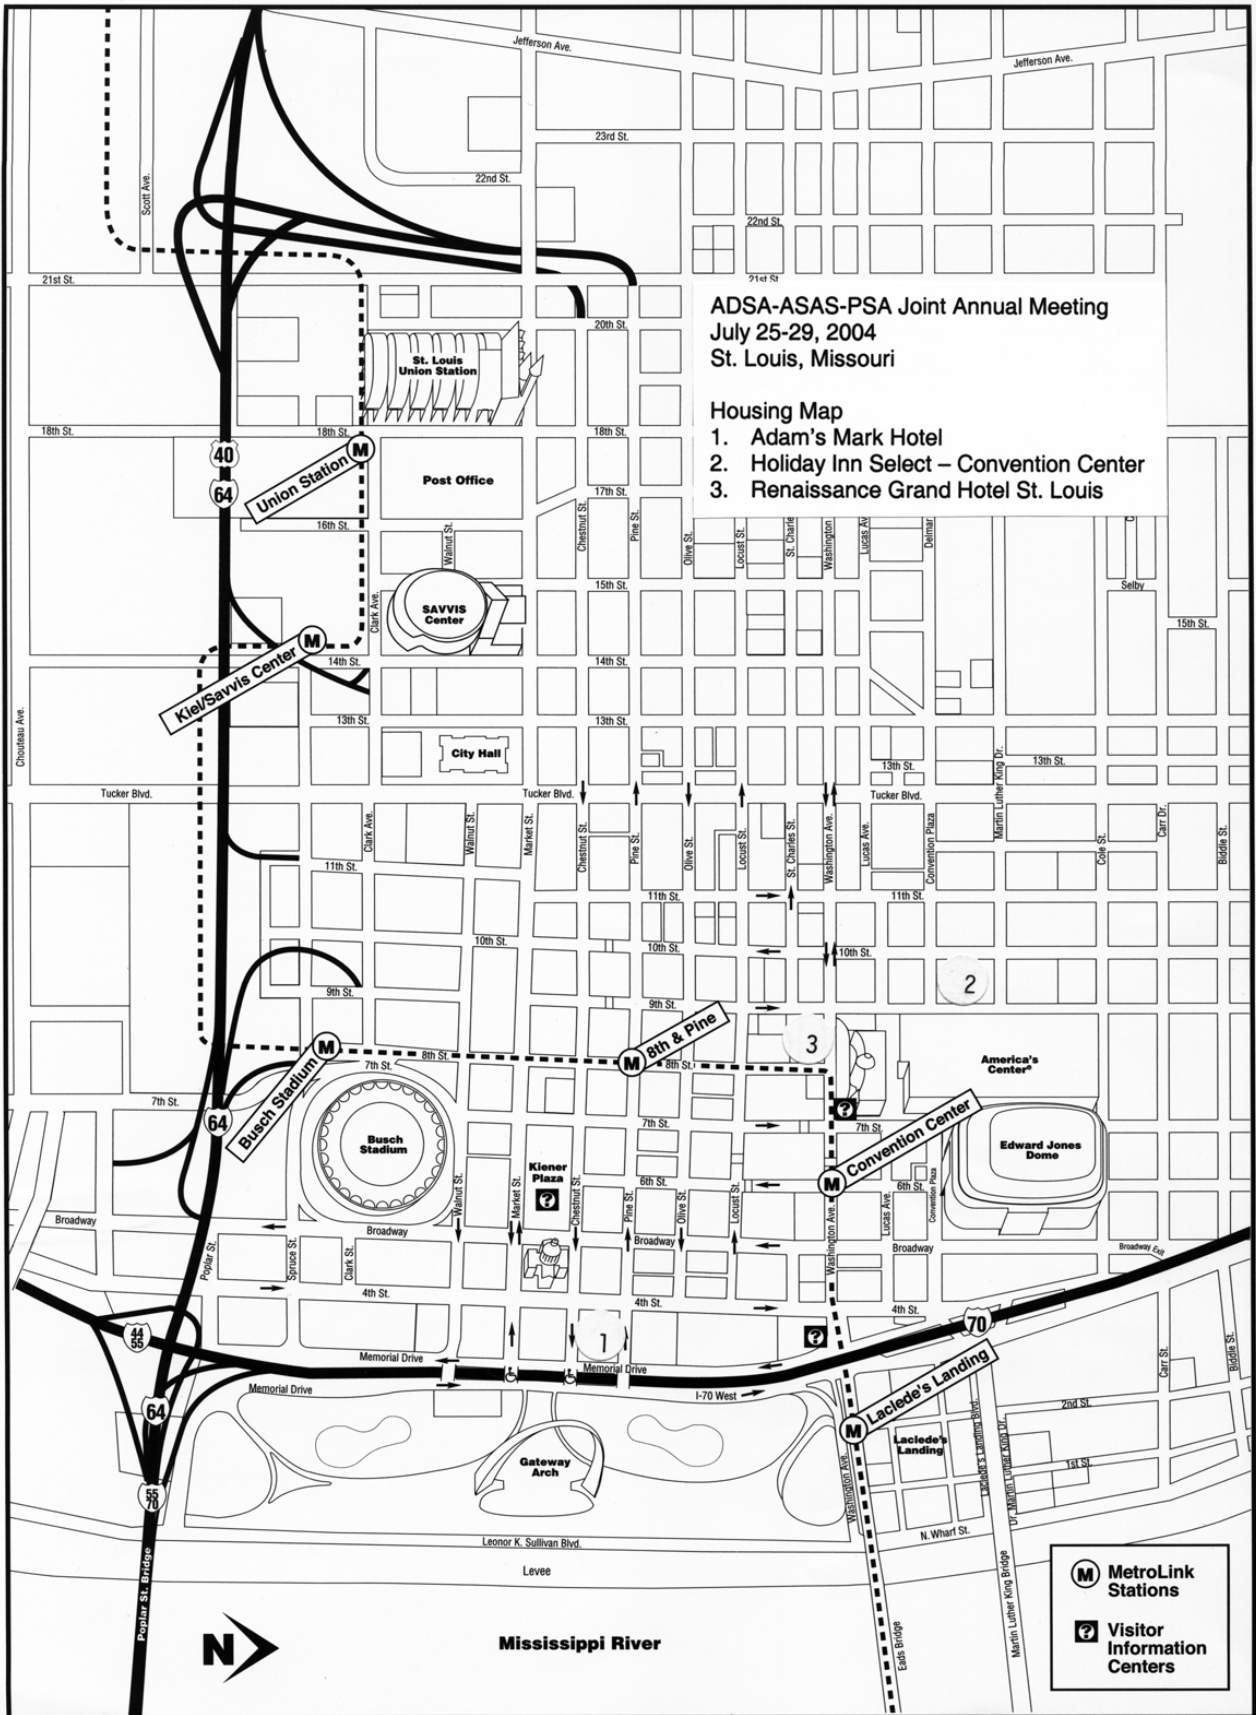 Jefferson Ave.
Jefferson Ave.
23rd St.
Scott Ave.
22nd St.
22nd St.
21st St.
21st St.
ADSA-ASAS-PSA Joint Annual Meeting
July 25-29, 2004
St. Louis, Missouri
Housing Map
1. Adam's Mark Hotel
2. Holiday Inn Select – Convention Center
3. Renaissance Grand Hotel St. Louis
20th St.
St. Louis
Union Station
18th St.
18th St.
18th St.
40
64
M
Union Station
Post Office
17th St.
16th St.
Walnut St.
Chestnut St.
Pine St.
Olive St.
Locust St.
St. Charle
Washington
Lucas Av
Delmar
C
15th St.
Selby
SAVVIS
Center
Clark Ave.
15th St.
M
Kiel/Savvis Center
14th St.
14th St.
Chouteau Ave.
13th St.
13th St.
City Hall
13th St.
13th St.
Martin Luther King Dr.
Tucker Blvd.
Tucker Blvd.
Tucker Blvd.
Clark Ave.
Walnut St.
Market St.
Chestnut St.
Pine St.
Olive St.
Locust St.
St. Charles St.
Washington Ave.
Lucas Ave.
Convention Plaza
Cole St.
Carr Dr.
Biddle St.
11th St.
11th St.
11th St.
10th St.
10th St.
10th St.
9th St.
9th St.
2
3
M
Busch Stadium
8th St.
M
8th & Pine
8th St.
7th St.
America's
Center®
7th St.
64
?
7th St.
7th St.
Busch
Stadium
Convention Center
M
Edward Jones
Dome
Kiener
Plaza
?
6th St.
6th St.
Walnut St.
Market St.
Chestnut St.
Pine St.
Olive St.
Locust St.
Washington Ave.
Lucas Ave.
Convention Plaza
Broadway
Broadway
Broadway
Broadway
Broadway Exit
Poplar St.
Spruce St.
Clark St.
4th St.
4th St.
4th St.
70
44
55
1
?
Memorial Drive
Memorial Drive
Memorial Drive
I-70 West
Carr St.
Biddle St.
64
M
Laclede's Landing
Laclede's
Landing
Laclede's Landing Blvd.
Dr. Martin Luther King Dr.
2nd St.
1st St.
Gateway
Arch
55
70
Washington Ave.
N. Wharf St.
Leonor K. Sullivan Blvd.
Levee
Poplar St. Bridge
Eads Bridge
Martin Luther King Bridge
N
Mississippi River
M MetroLink
Stations
? Visitor
Information
Centers